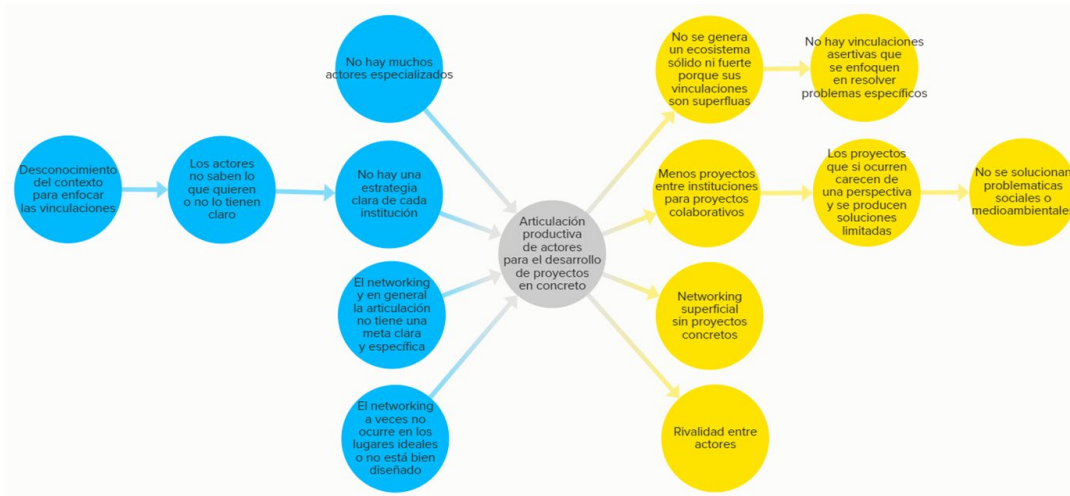 No hay muchos
actores especializados
Desconocimiento
del contexto
para enfocar
las vinculaciones
Los actores
no saben lo
que quieren
o no lo tienen
claro
No hay una
estrategia
clara de cada
institución
El networking
y en general
la articulación
no tiene una
meta clara
y específica
El networking
a veces no
ocurre en los
lugares ideales
o no está bien
diseñado
Articulación
productiva
de actores
para el desarrollo
de proyectos
en concreto
No se genera
un ecosistema
sólido ni fuerte
porque sus
vinculaciones
son superfluas
No hay vinculaciones
asertivas que
se enfoquen
en resolver
problemas específicos
Menos proyectos
entre instituciones
para proyectos
colaborativos
Los proyectos
que si ocurren
carecen de
una perspectiva
y se producen
soluciones
limitadas
No se solucionan
problematicas
sociales o
medioambientales
Networking
superficial
sin proyectos
concretos
Rivalidad entre
actores